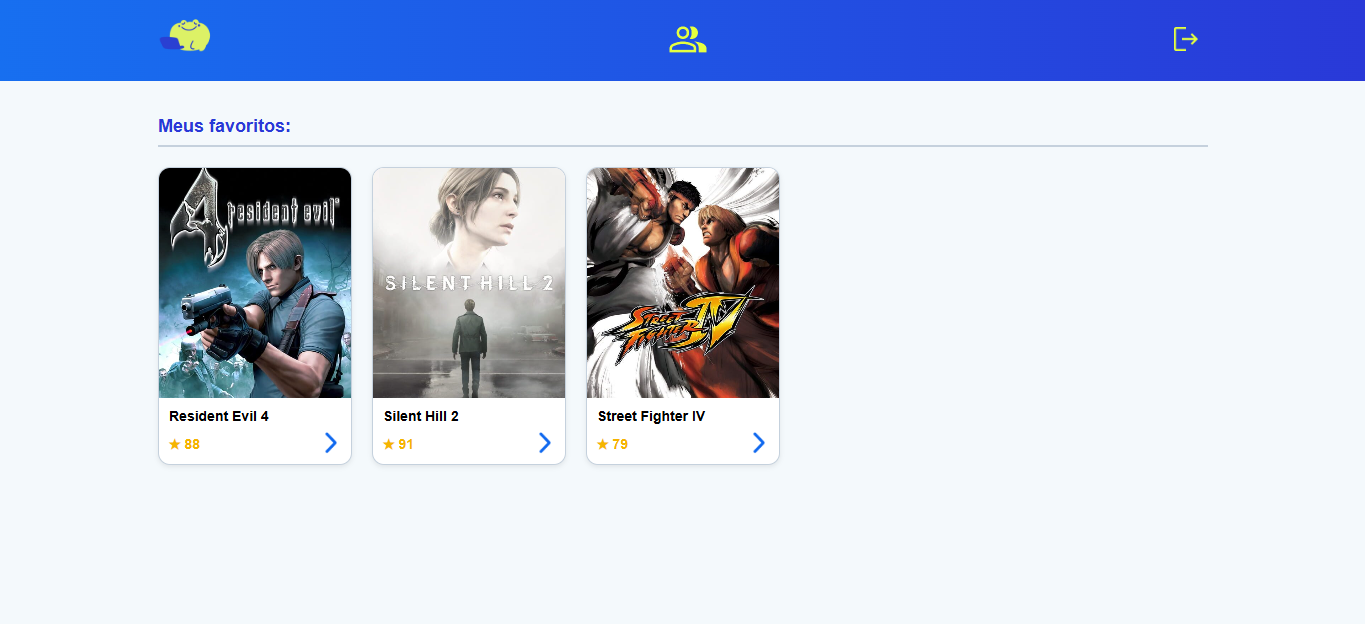 Meus favoritos:
4 resident evil
SILENT HILL 2
STREET
FIGHTER IV
Resident Evil 4
★ 88
Silent Hill 2
★ 91
Street Fighter IV
★ 79